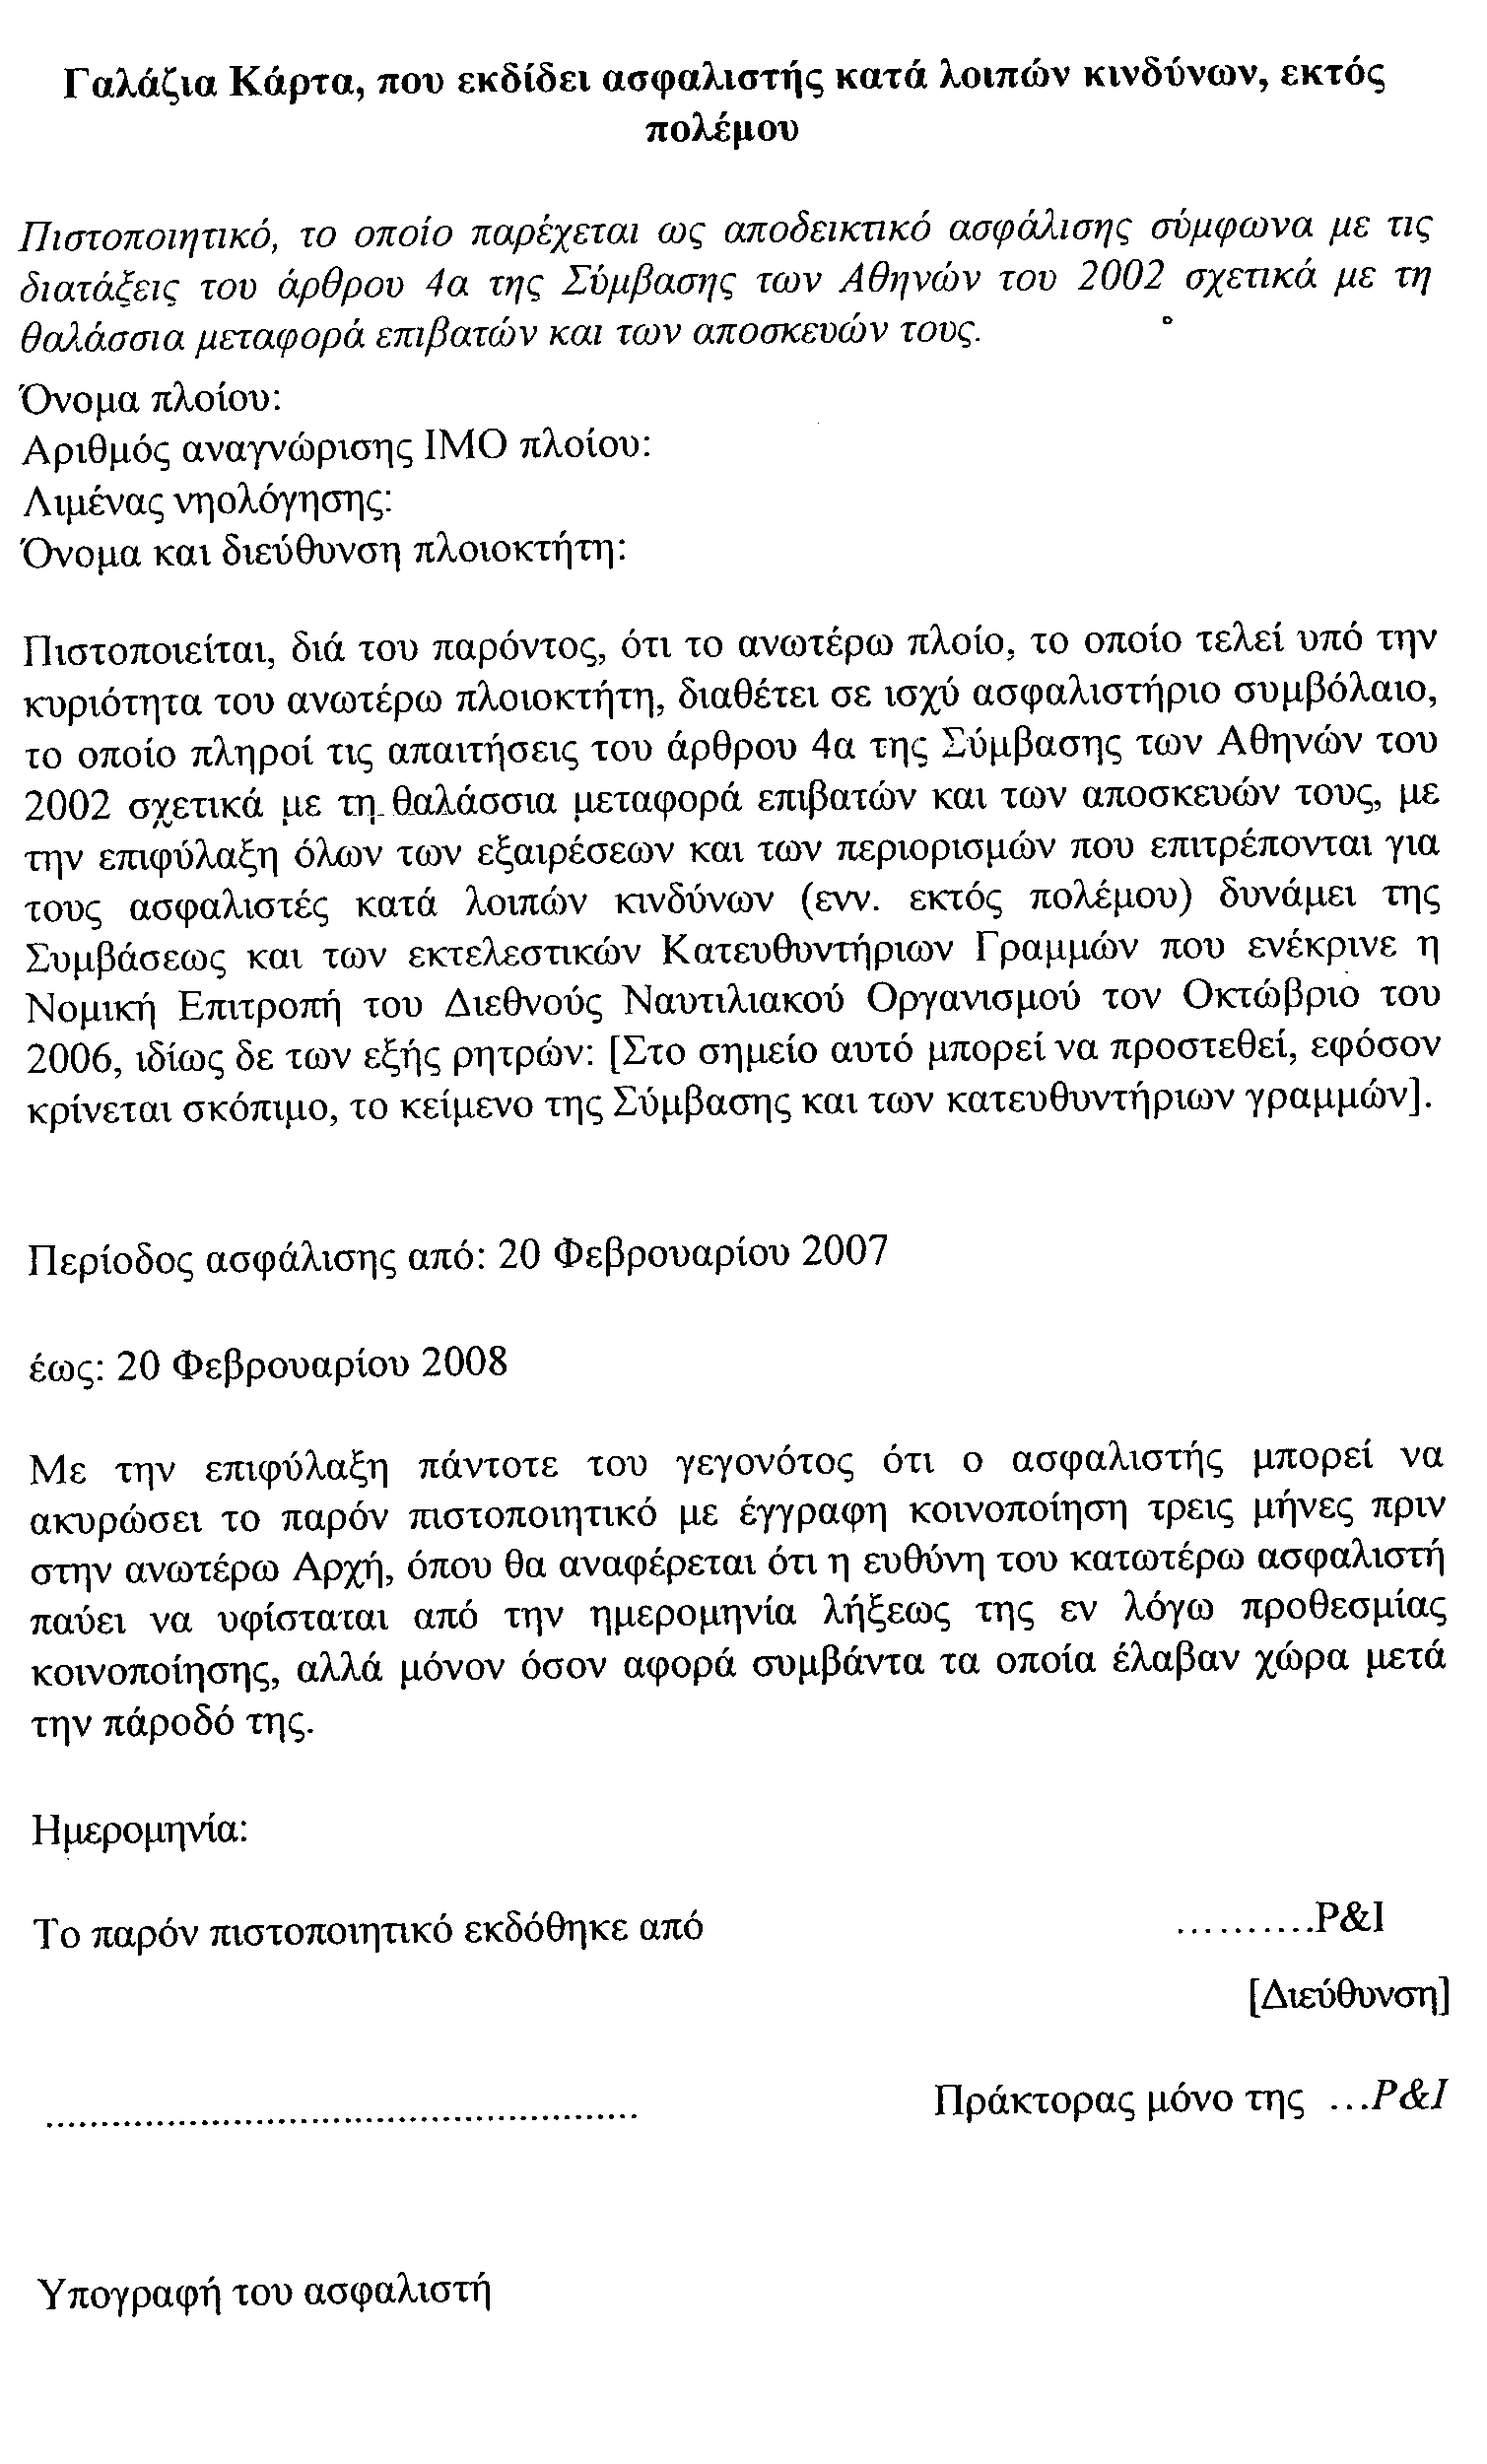 Γαλάζια Κάρτα, που εκδίδει ασφαλιστής κατά λοιπών κινδύνων, εκτός
πολέμου
Πιστοποιητικό, το οποίο παρέχεται ως αποδεικτικό ασφάλισης σύμφωνα με τις
διατάξεις του άρθρου 4α της Σύμβασης των Αθηνών του 2002 σχετικά με τη
θαλάσσια μεταφορά επιβατών και των αποσκευών τους.
Όνομα πλοίου:
Αριθμός αναγνώρισης ΙΜΟ πλοίου:
Λιμένας νηολόγησης:
Όνομα και διεύθυνση πλοιοκτήτη:
Πιστοποιείται, διά του παρόντος, ότι το ανωτέρω πλοίο, το οποίο τελεί υπό την
κυριότητα του ανωτέρω πλοιοκτήτη, διαθέτει σε ισχύ ασφαλιστήριο συμβόλαιο,
το οποίο πληροί τις απαιτήσεις του άρθρου 4α της Σύμβασης των Αθηνών του
2002 σχετικά με τη θαλάσσια μεταφορά επιβατών και των αποσκευών τους, με
την επιφύλαξη όλων των εξαιρέσεων και των περιορισμών που επιτρέπονται για
τους ασφαλιστές κατά λοιπών κινδύνων (ενν. εκτός πολέμου) δυνάμει της
Συμβάσεως και των εκτελεστικών Κατευθυντήριων Γραμμών που ενέκρινε η
Νομική Επιτροπή του Διεθνούς Ναυτιλιακού Οργανισμού τον Οκτώβριο του
2006, ιδίως δε των εξής ρητρών: [Στο σημείο αυτό μπορεί να προστεθεί, εφόσον
κρίνεται σκόπιμο, το κείμενο της Σύμβασης και των κατευθυντήριων γραμμών].
Περίοδος ασφάλισης από: 20 Φεβρουαρίου 2007
έως: 20 Φεβρουαρίου 2008
Με την επιφύλαξη πάντοτε του γεγονότος ότι ο ασφαλιστής μπορεί να
ακυρώσει το παρόν πιστοποιητικό με έγγραφη κοινοποίηση τρεις μήνες πριν
στην ανωτέρω Αρχή, όπου θα αναφέρεται ότι η ευθύνη του κατωτέρω ασφαλιστή
παύει να υφίσταται από την ημερομηνία λήξεως της εν λόγω προθεσμίας
κοινοποίησης, αλλά μόνον όσον αφορά συμβάντα τα οποία έλαβαν χώρα μετά
την πάροδό της.
Ημερομηνία:
Το παρόν πιστοποιητικό εκδόθηκε από ..........P&I
[Διεύθυνση]
...................................................... Πράκτορας μόνο της ...P&I
Υπογραφή του ασφαλιστή